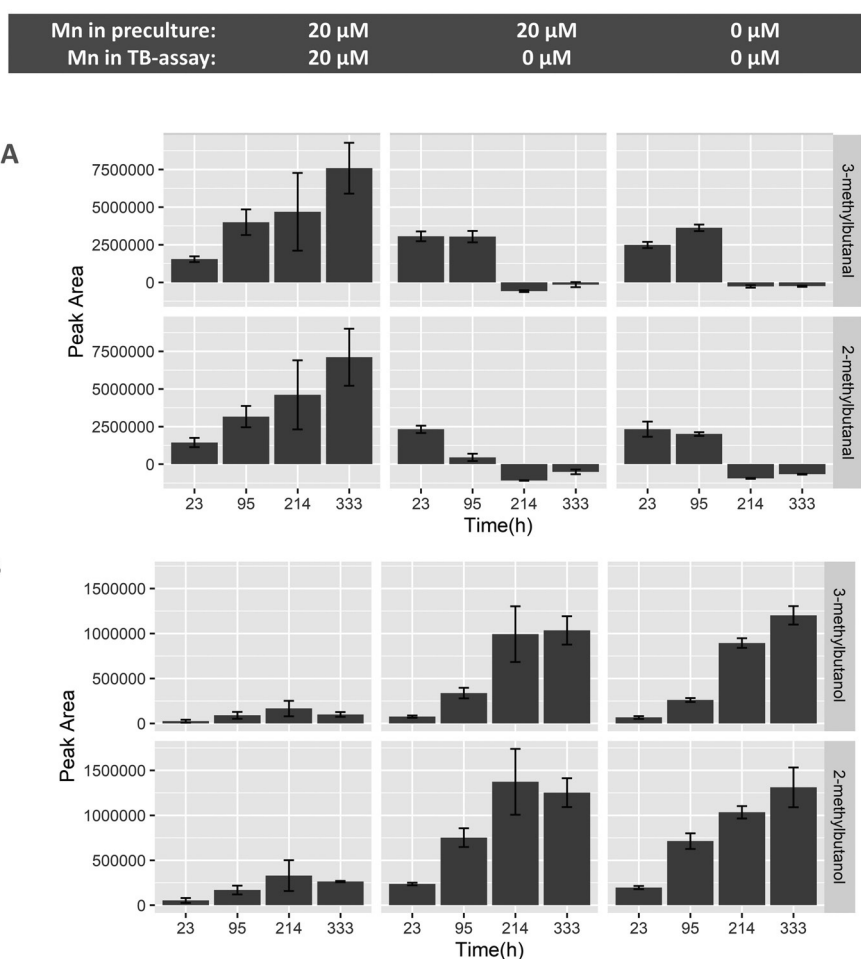 Mn in preculture: 20 µM 20 µM 0 µM
Mn in TB-assay: 20 µM 0 µM 0 µM
A
Peak Area
7500000
5000000
2500000
0
3-methylbutanal
7500000
5000000
2500000
0
2-methylbutanal
23 95 214 333 23 95 214 333 23 95 214 333
Time(h)
Peak Area
1500000
1000000
500000
0
3-methylbutanol
1500000
1000000
500000
0
2-methylbutanol
23 95 214 333 23 95 214 333 23 95 214 333
Time(h)